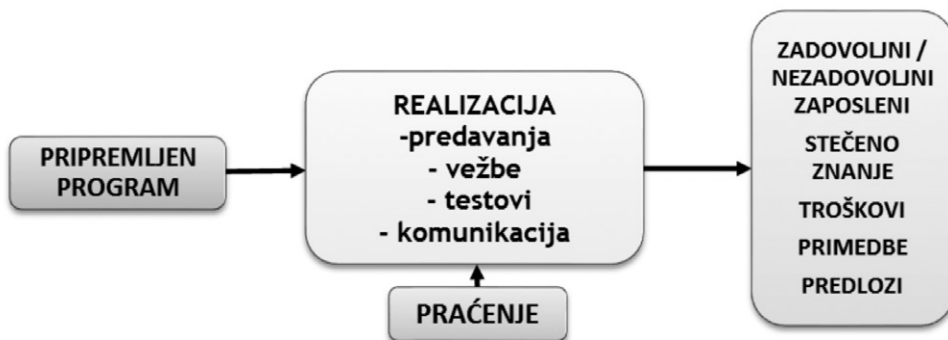 PRIPREMLJEN
PROGRAM
REALIZACIJA
-predavanja
- vežbe
- testovi
- komunikacija
PRAĆENJE
ZADOVOLJNI /
NEZADOVOLJNI
ZAPOSLENI
STEČENO
ZNANJE
TROŠKOVI
PRIMEDBE
PREDLOZI